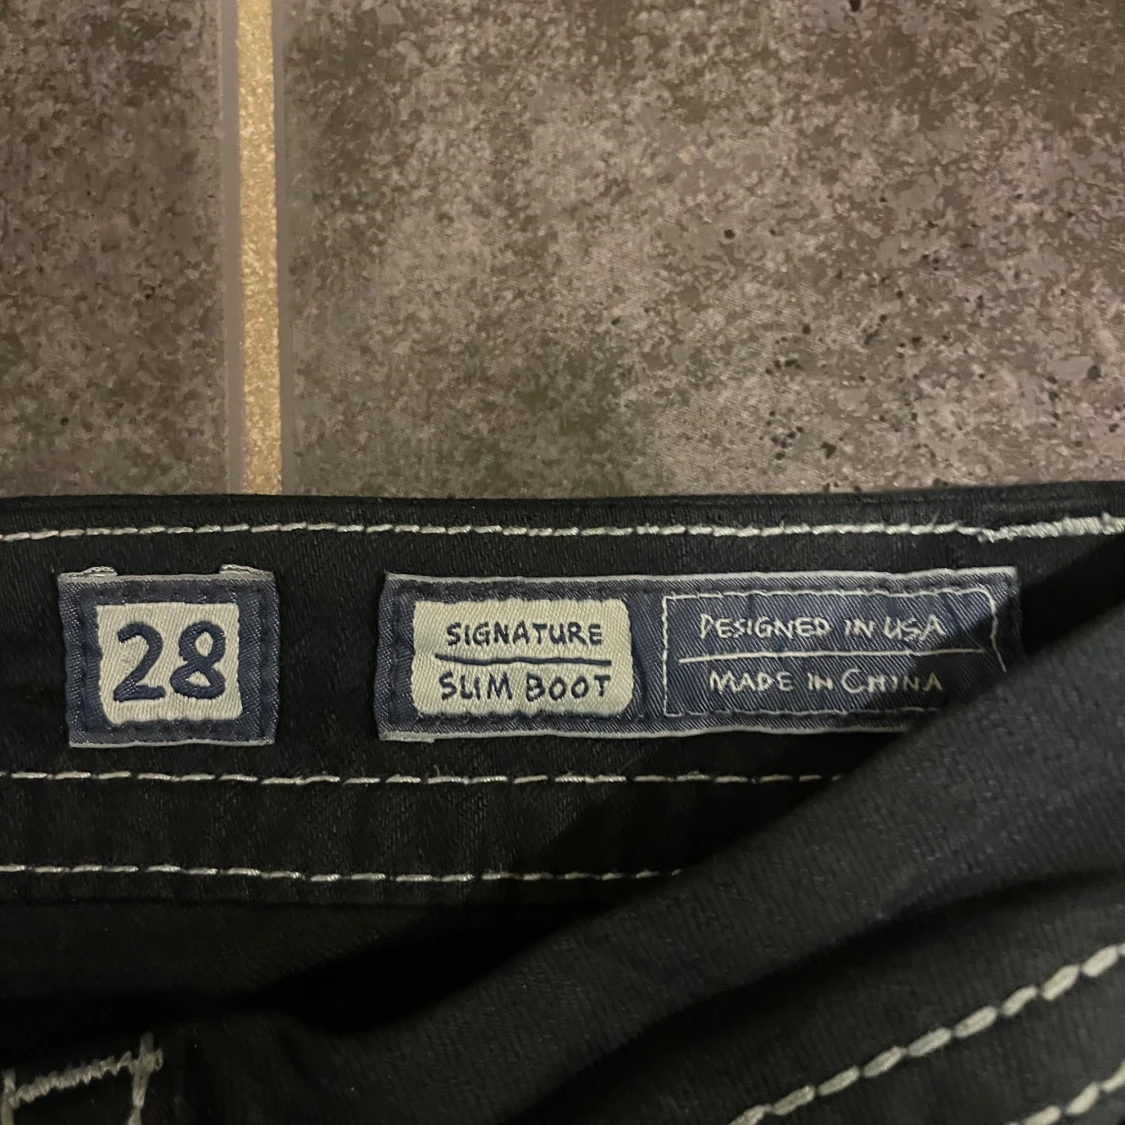 28
SIGNATURE
SLIM BOOT
DESIGNED IN USA
MADE IN CHINA